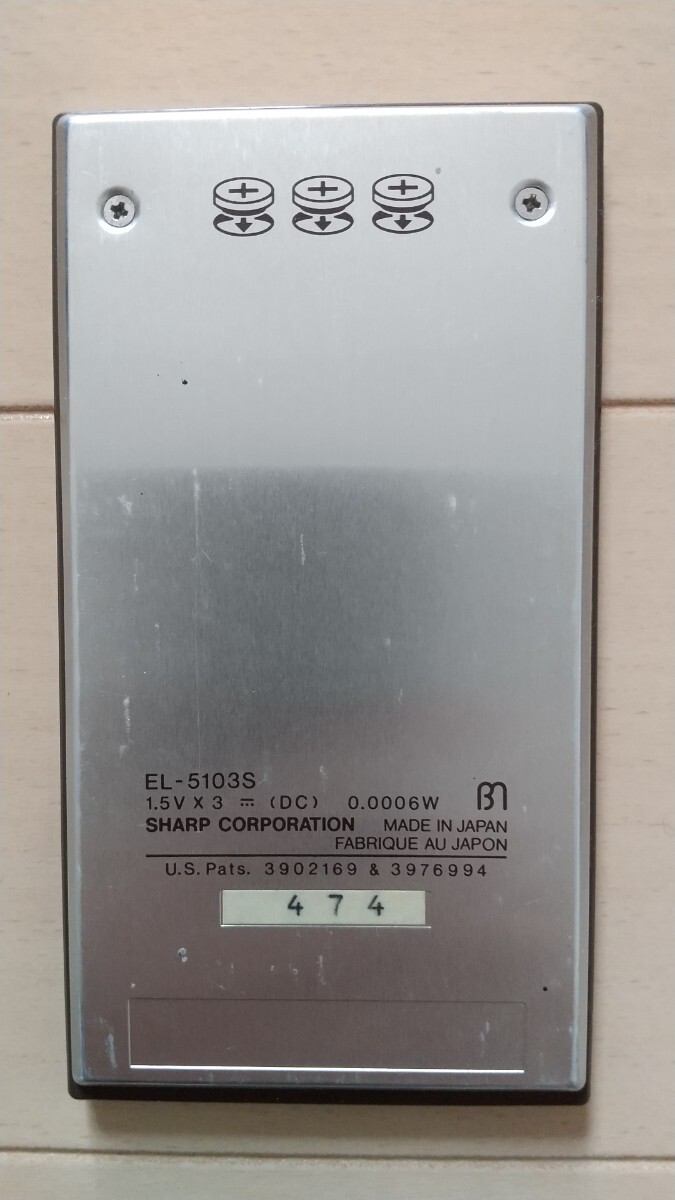 + + +
EL-5103S
1.5V X 3 ⎓ (DC) 0.0006W
SHARP CORPORATION MADE IN JAPAN
FABRIQUE AU JAPON
U.S. Pats. 3902169 & 3976994
474